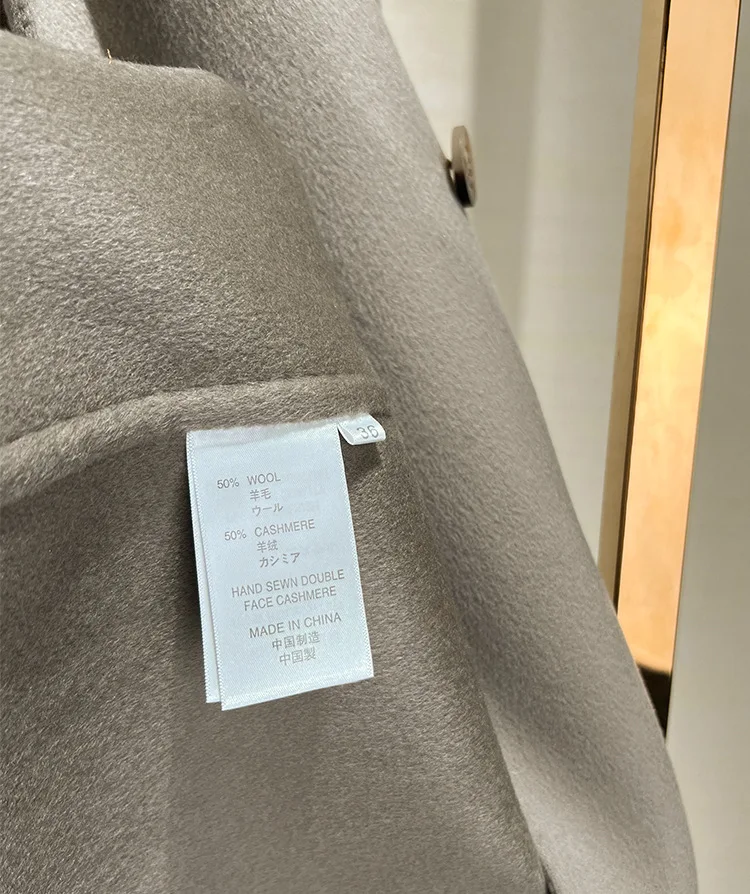 36
50% WOOL
羊毛
ウール
50% CASHMERE
羊绒
カシミア
HAND SEWN DOUBLE
FACE CASHMERE
MADE IN CHINA
中国制造
中国製